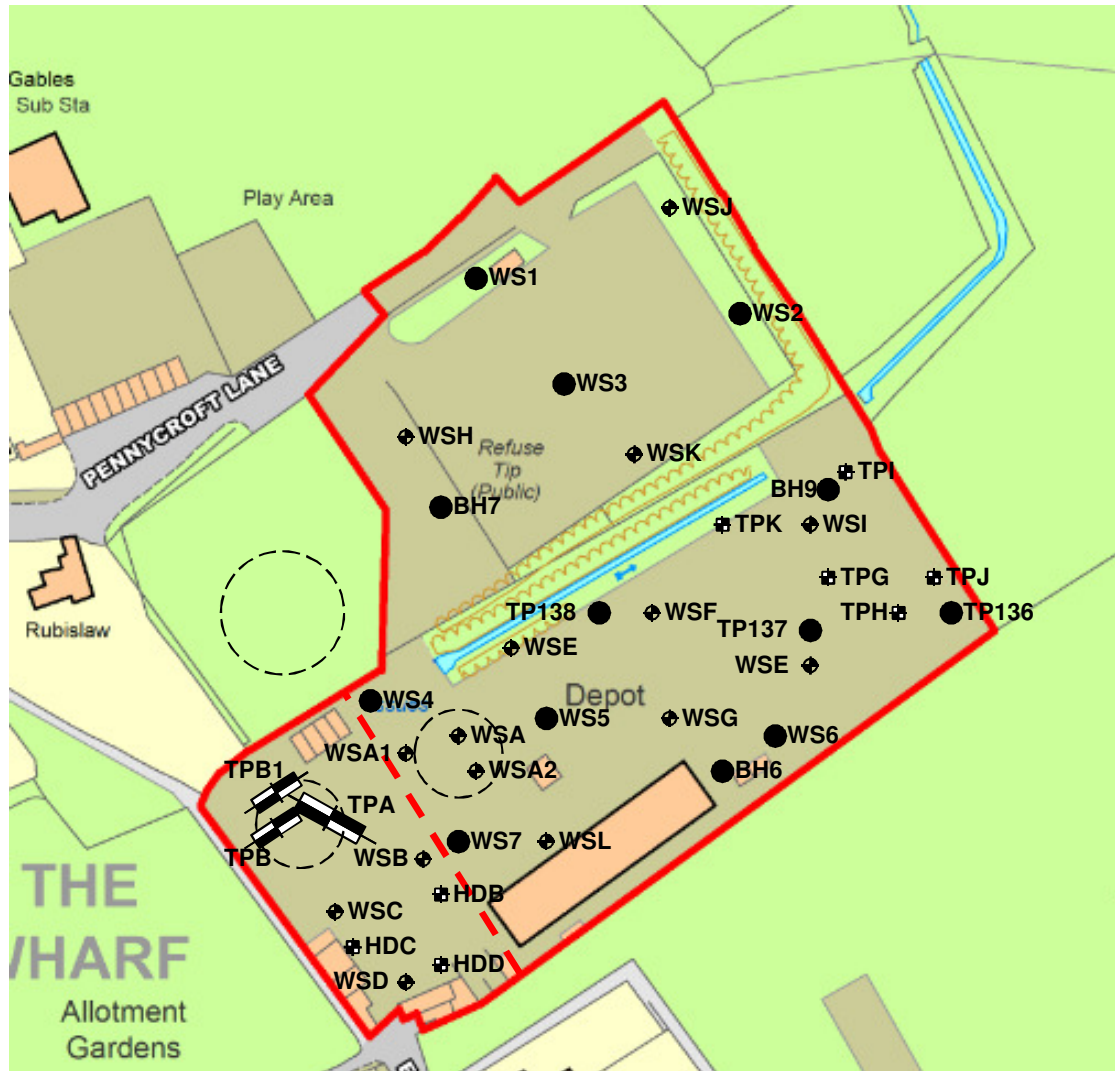 Gables
Sub Sta
Play Area
WSJ
WS1
WS2
PENNYCROFT LANE
WS3
WSH
Refuse
Tip
(Public)
WSK
TPI
BH9
BH7
TPK
WSI
TPG
TPJ
Rubislaw
TP138
WSF
TPH
TP136
TP137
WSE
WSE
WS4
Depot
WS5
WSG
WSA
WS6
WSA1
WSA2
BH6
TPB1
TPA
TPB
WSB
WS7
WSL
THE
HDB
WSC
WHARF
HDC
HDD
WSD
Allotment
Gardens